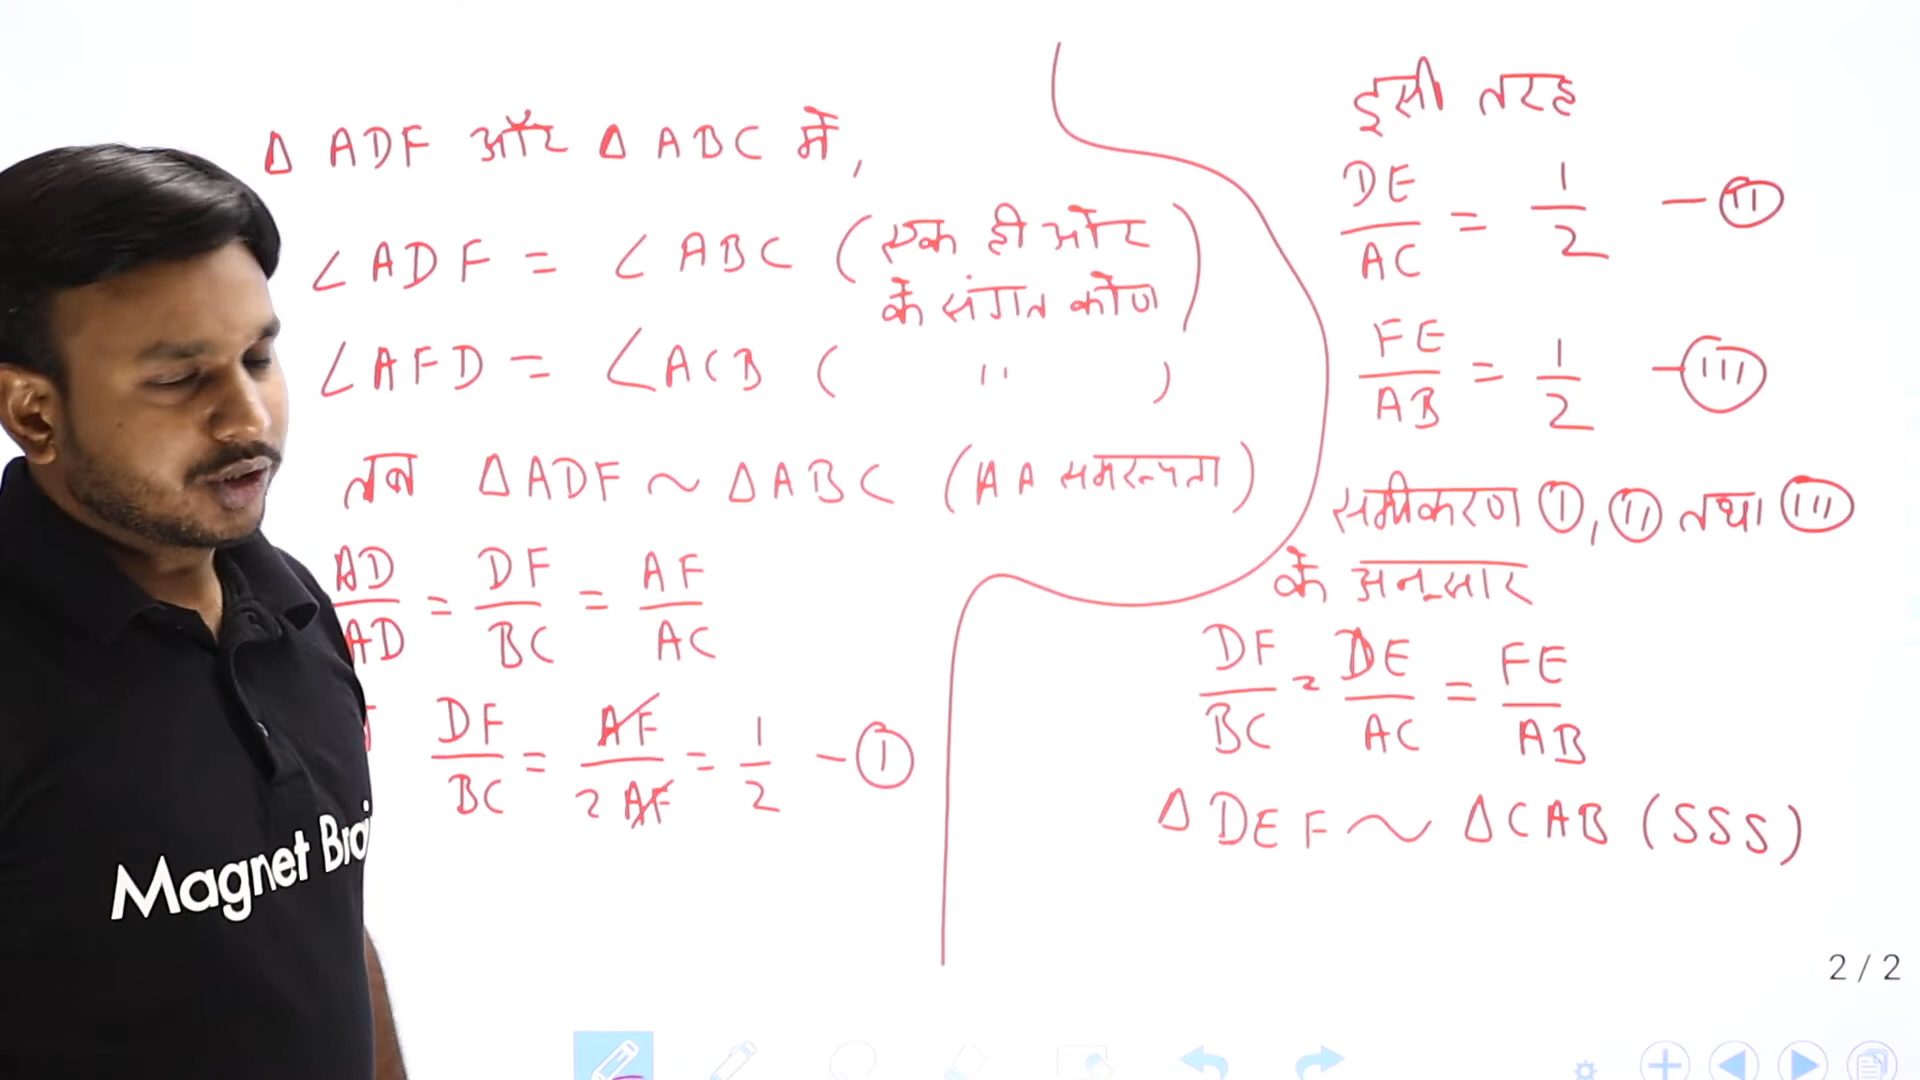 Δ ADF और Δ ABC में,
∠ADF = ∠ABC (एक ही ओर के संगत कोण)
∠AFD = ∠ACB ( " )
तब ΔADF ~ ΔABC (AA समरूपता)
AD/AD = DF/BC = AF/AC
DF/BC = AF/2AF = 1/2 - I
इसी तरह
DE/AC = 1/2 - II
FE/AB = 1/2 - III
समीकरण I, II तथा III
के अनुसार
DF/BC = DE/AC = FE/AB
Δ DEF ~ Δ CAB (SSS)
Magnet Brai
2 / 2